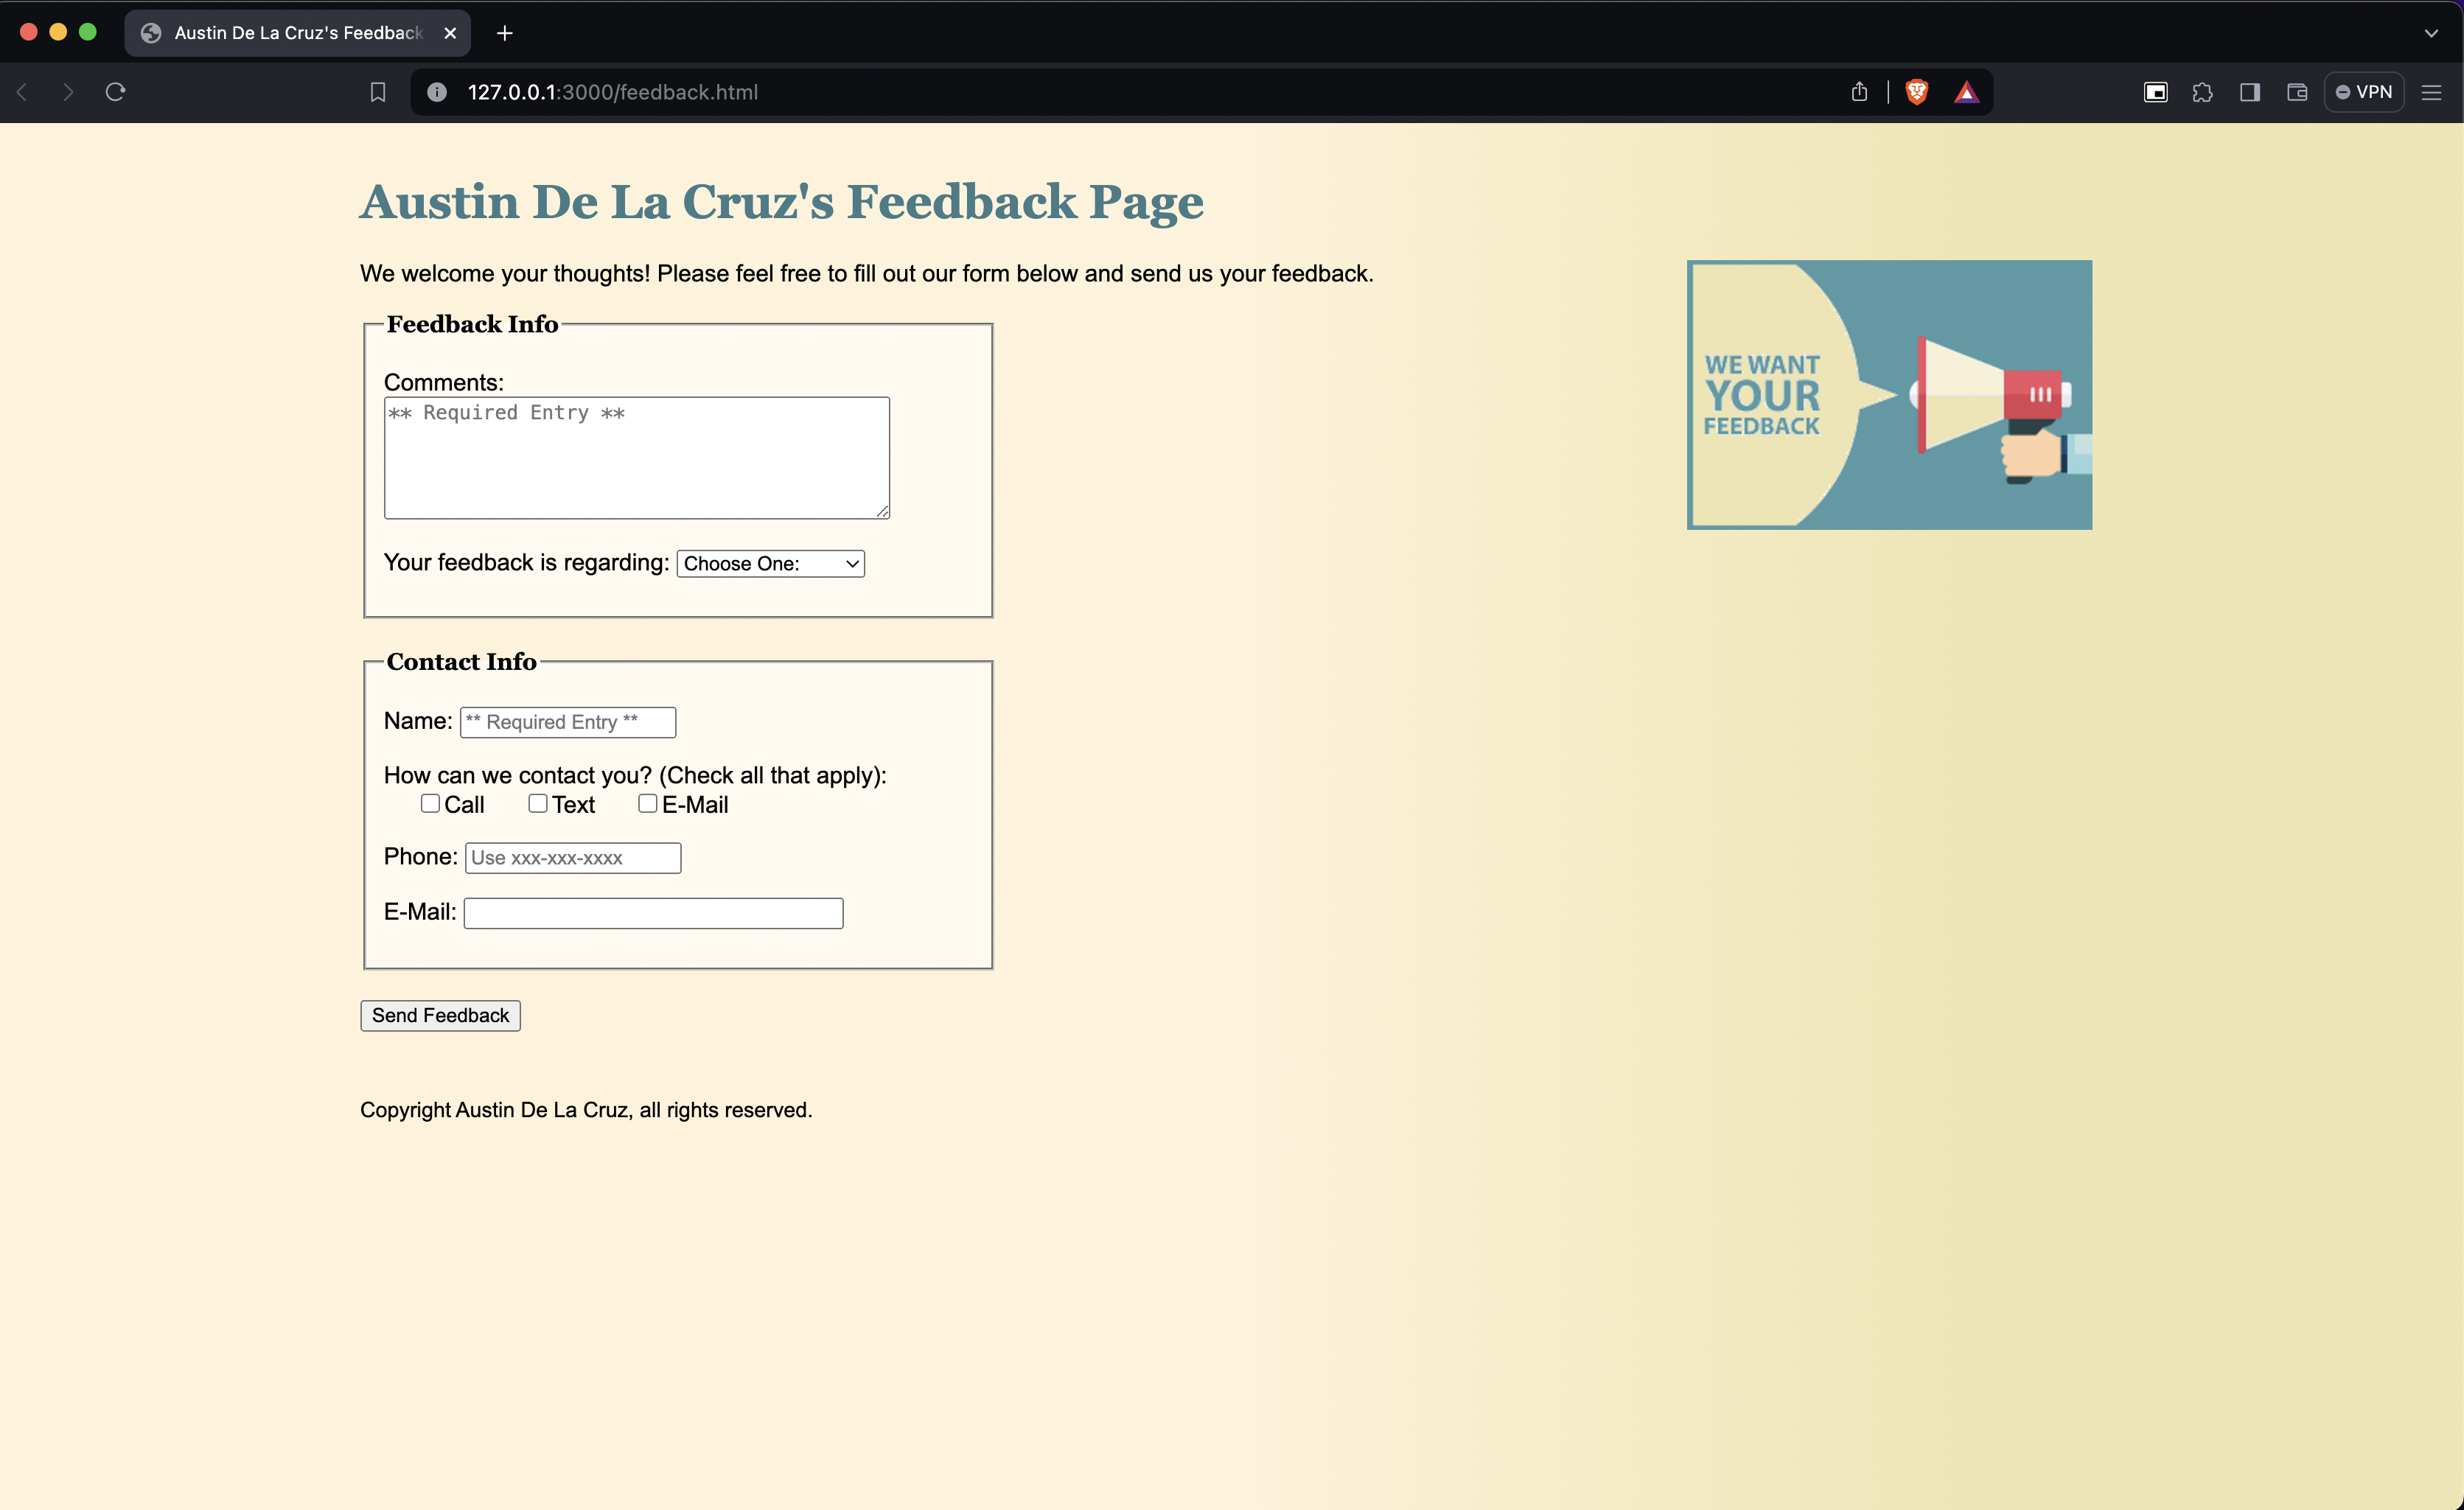 Austin De La Cruz's Feedback
127.0.0.1:3000/feedback.html
VPN
Austin De La Cruz's Feedback Page
We welcome your thoughts! Please feel free to fill out our form below and send us your feedback.
WE WANT
YOUR
FEEDBACK
Feedback Info
Comments:
** Required Entry **
Your feedback is regarding: Choose One:
Contact Info
Name: ** Required Entry **
How can we contact you? (Check all that apply):
Call Text E-Mail
Phone: Use xxx-xxx-xxxx
E-Mail:
Send Feedback
Copyright Austin De La Cruz, all rights reserved.